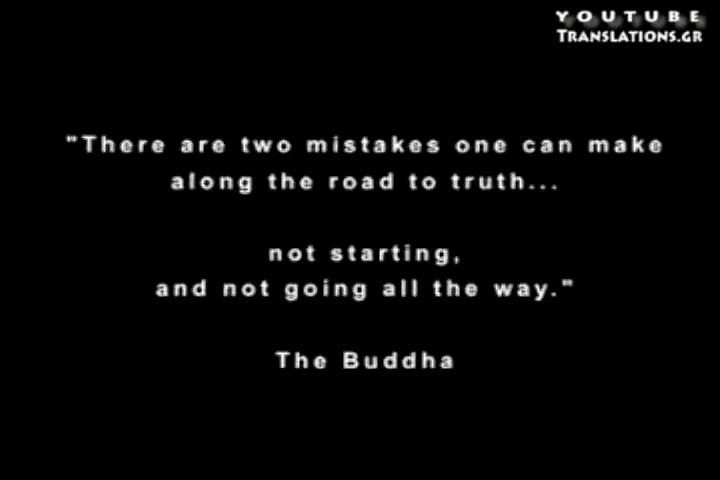 YOUTUBE
TRANSLATIONS.GR
"There are two mistakes one can make
along the road to truth...
not starting,
and not going all the way."
The Buddha